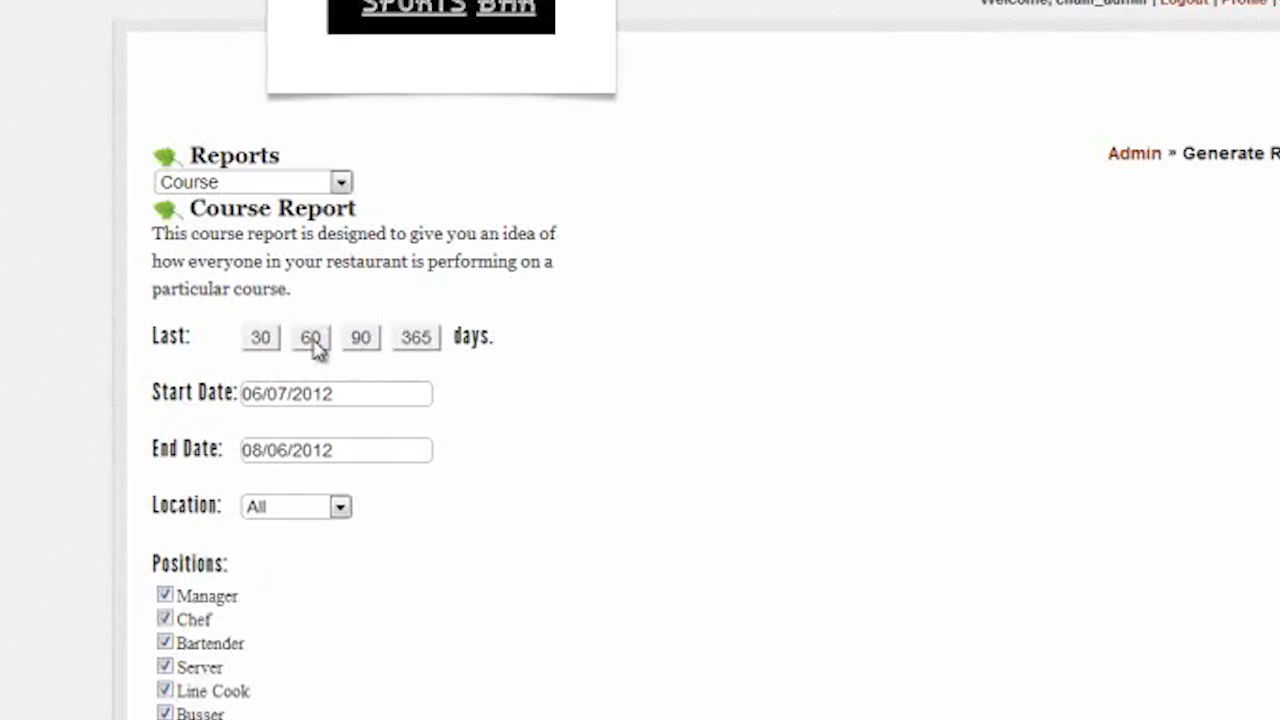 SPORTS BAR
Welcome, chain_admin | Logout | Profile |
Reports
Admin » Generate R
Course
Course Report
This course report is designed to give you an idea of
how everyone in your restaurant is performing on a
particular course.
Last: 30 60 90 365 days.
Start Date: 06/07/2012
End Date: 08/06/2012
Location: All
Positions:
Manager
Chef
Bartender
Server
Line Cook
Busser